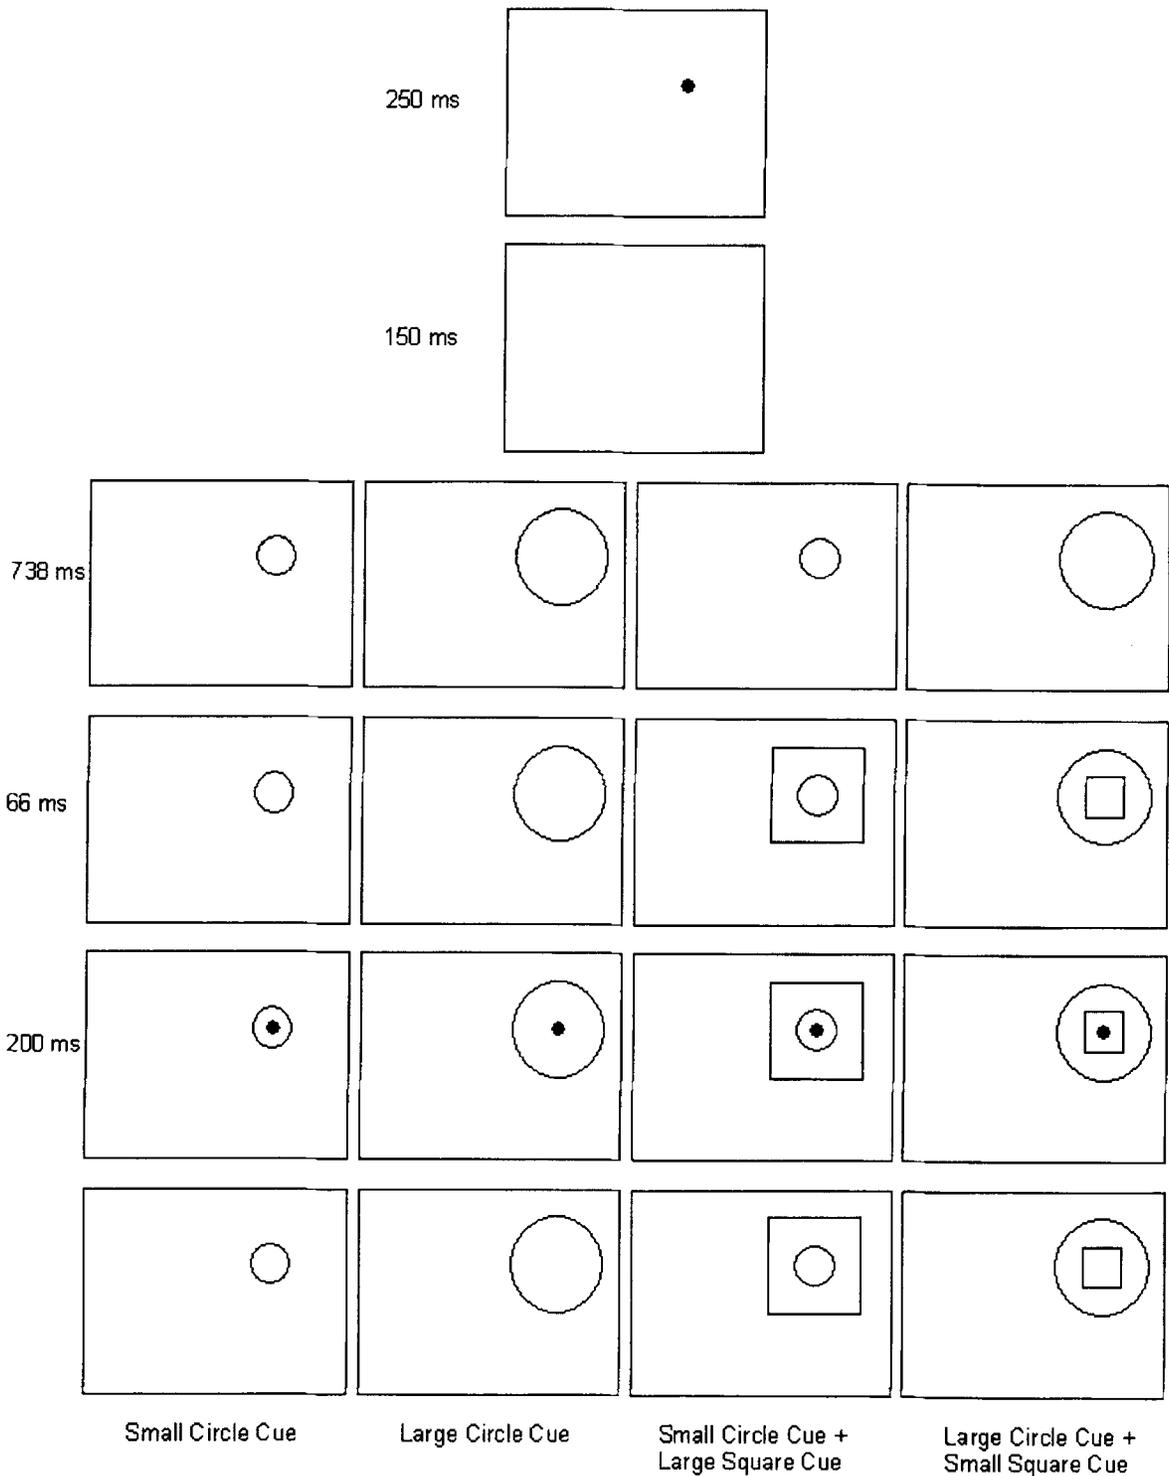 250 ms
150 ms
738 ms
66 ms
200 ms
Small Circle Cue
Large Circle Cue
Small Circle Cue +
Large Square Cue
Large Circle Cue +
Small Square Cue